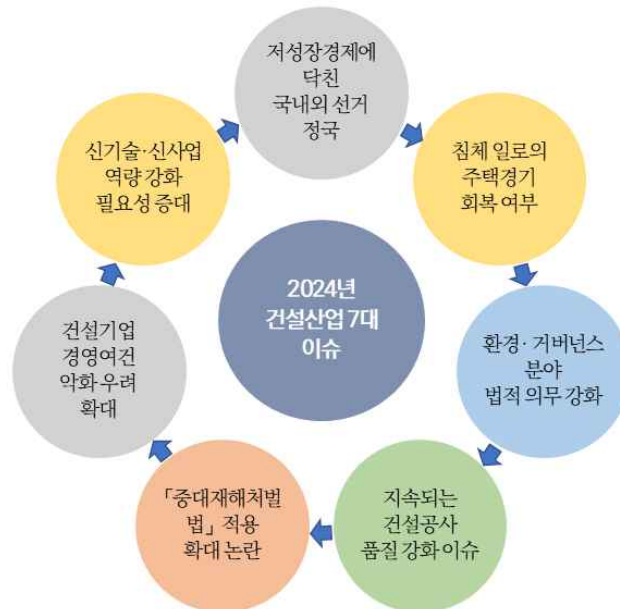 저성장경제에
닥친
국내외 선거
정국
침체 일로의
주택경기
회복 여부
환경· 거버넌스
분야
법적 의무 강화
지속되는
건설공사
품질 강화 이슈
「중대재해처벌
법」 적용
확대 논란
건설기업
경영여건
악화 우려
확대
신기술·신사업
역량 강화
필요성 증대
2024년
건설산업 7대
이슈